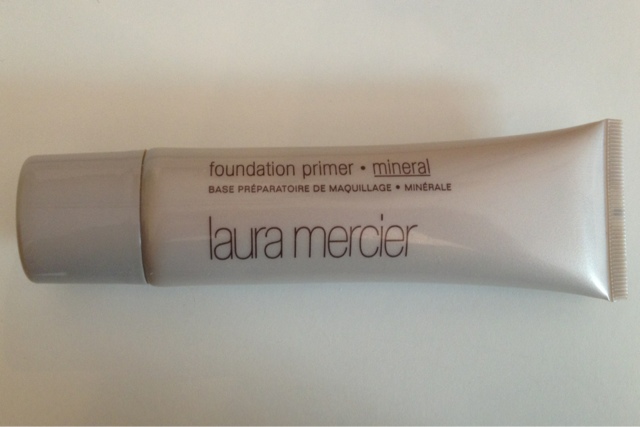 foundation primer • mineral
BASE PRÉPARATOIRE DE MAQUILLAGE • MINÉRALE
laura mercier